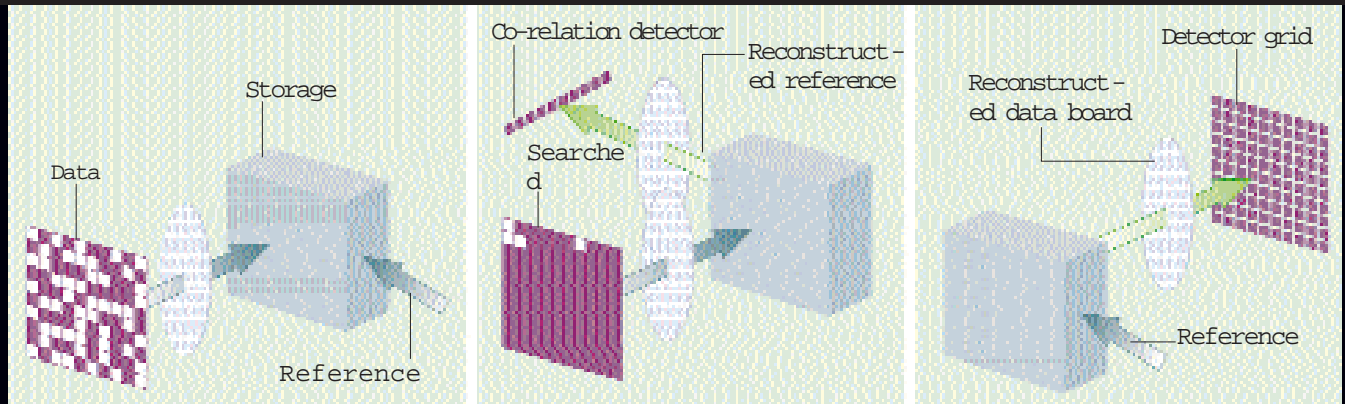 Storage
Data
Reference
Co-relation detector
Reconstruct-
ed reference
Searche
d
Detector grid
Reconstruct-
ed data board
Reference